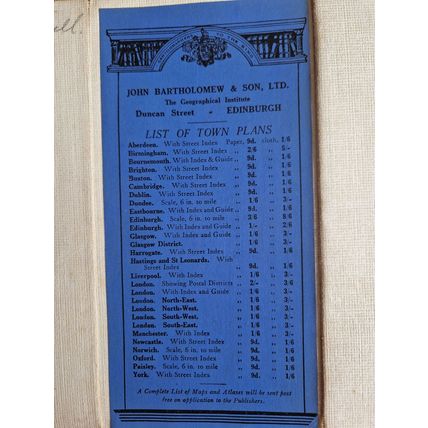 ll.
JOHN BARTHOLOMEW & SON, LTD.
The Geographical Institute
Duncan Street - EDINBURGH
LIST OF TOWN PLANS
Aberdeen. With Street Index Paper, 9d. cloth, 1/6
Birmingham. With Street Index „ 2/6 „ 5/-
Bournemouth. With Index & Guide „ 9d. „ 1/6
Brighton. With Street Index „ 9d. „ 1/6
Buxton. With Street Index „ 9d. „ 1/6
Cambridge. With Street Index „ 9d. „ 1/6
Dublin. With Street Index „ 9d. „ 1/6
Dundee. Scale, 6 in. to mile „ 1/6 „ 3/-
Eastbourne. With Index and Guide „ 9d. „ 1/6
Edinburgh. Scale, 6 in. to mile „ 3/6 „ 8/6
Edinburgh. With Index and Guide „ 1/- „ 2/6
Glasgow. With Index and Guide „ 1/6 „ 3/-
Glasgow District. „ 1/6 „ 3/-
Harrogate. With Street Index „ 9d. „ 1/6
Hastings and St Leonards. With
Street Index „ 9d. „ 1/6
Liverpool. With Index „ 1/6 „ 3/-
London. Showing Postal Districts „ 2/- „ 3/6
London. With Index and Guide „ 1/6 „ 3/-
London. North-East. „ 1/6 „ 3/-
London. North-West. „ 1/6 „ 3/-
London. South-West. „ 1/6 „ 3/-
London. South-East. „ 1/6 „ 3/-
Manchester. With Index „ 1/6 „ 3/-
Newcastle. With Street Index „ 9d. „ 1/6
Norwich. Scale, 6 in. to mile „ 9d. „ 1/6
Oxford. With Street Index „ 9d. „ 1/6
Paisley. Scale, 6 in. to mile „ 9d. „ 1/6
York. With Street Index „ 9d. „ 1/6
A Complete List of Maps and Atlases will be sent post
free on application to the Publishers.